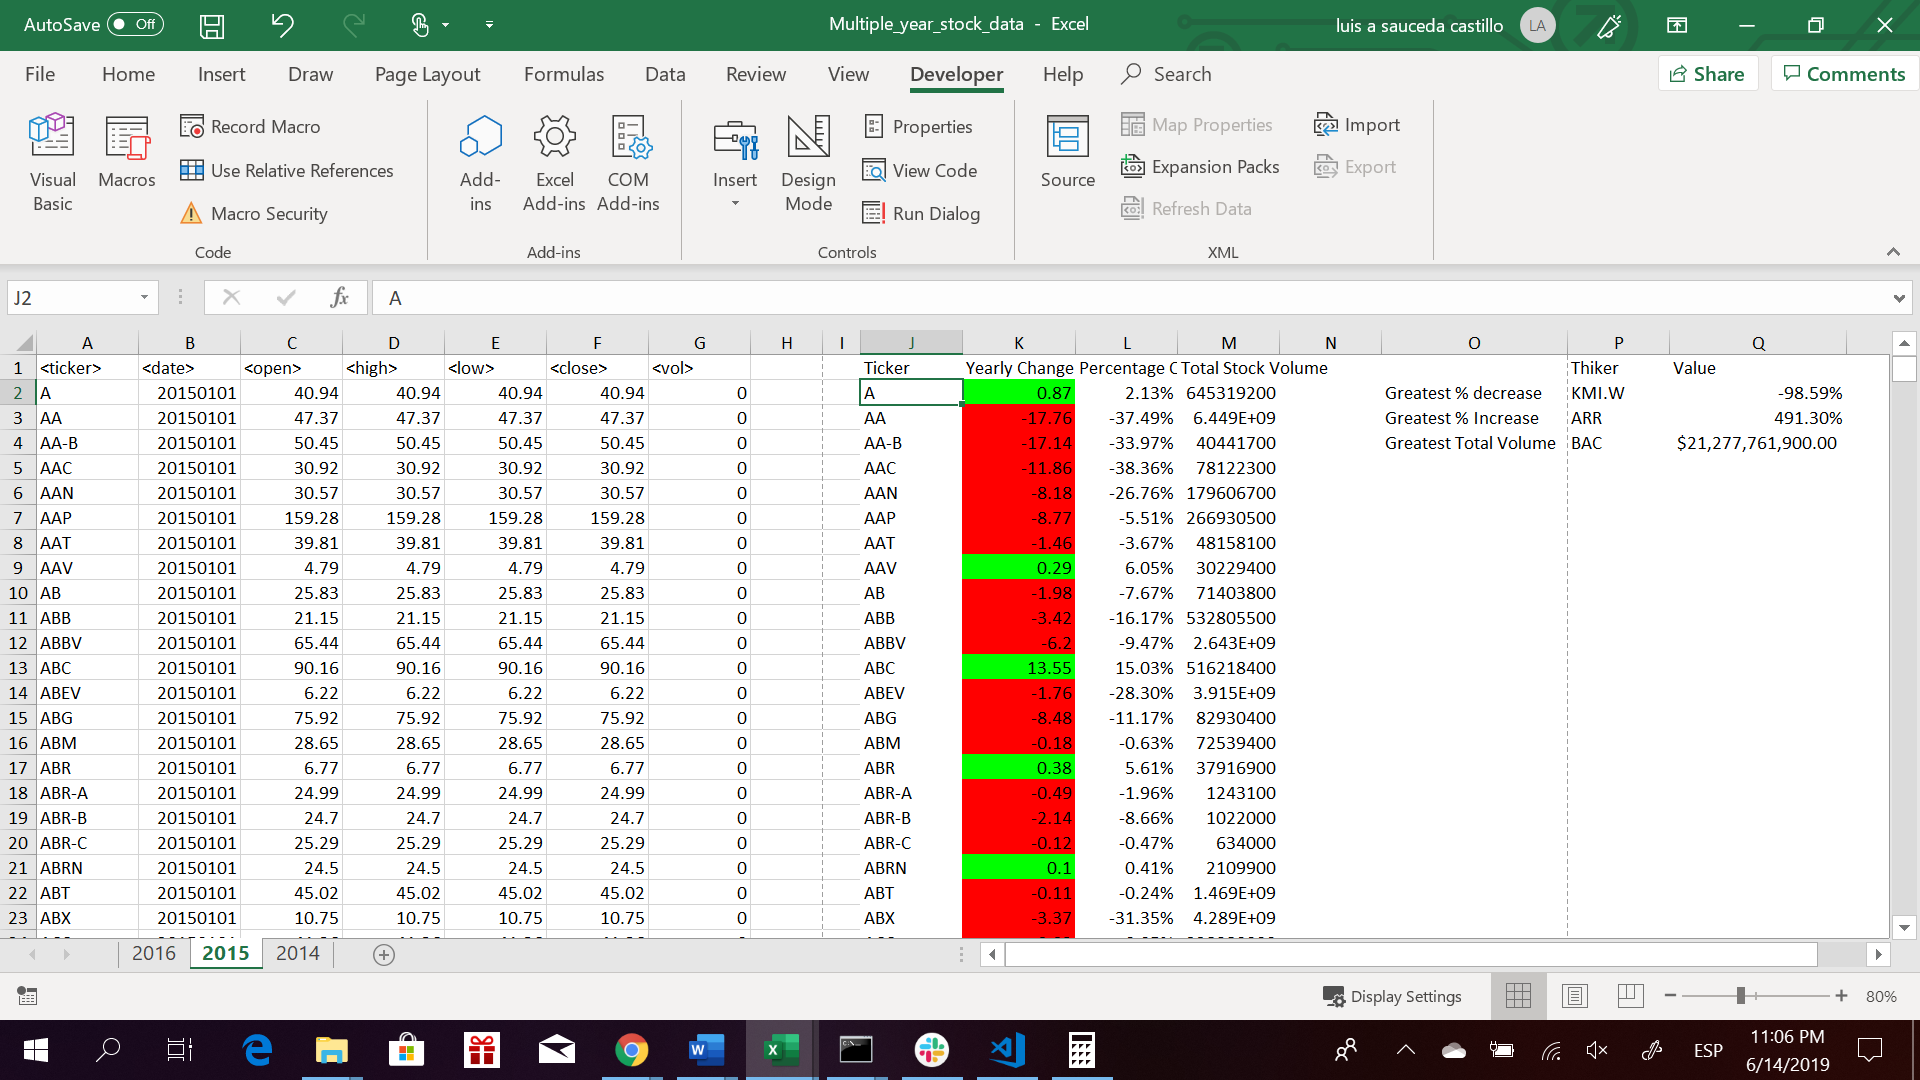 AutoSave Off Multiple_year_stock_data - Excel luis a sauceda castillo LA
File Home Insert Draw Page Layout Formulas Data Review View Developer Help Search Share Comments
Visual Basic
Macros
Record Macro
Use Relative References
Macro Security
Code
Add-ins
Excel Add-ins
COM Add-ins
Add-ins
Insert
Design Mode
Properties
View Code
Run Dialog
Controls
Source
Map Properties
Expansion Packs
Refresh Data
Import
Export
XML
J2 fx A
A B C D E F G H I J K L M N O P Q
1 <ticker> <date> <open> <high> <low> <close> <vol> Ticker Yearly Change Percentage C Total Stock Volume Thiker Value
2 A 20150101 40.94 40.94 40.94 40.94 0 A 0.87 2.13% 645319200 Greatest % decrease KMI.W -98.59%
3 AA 20150101 47.37 47.37 47.37 47.37 0 AA -17.76 -37.49% 6.449E+09 Greatest % Increase ARR 491.30%
4 AA-B 20150101 50.45 50.45 50.45 50.45 0 AA-B -17.14 -33.97% 40441700 Greatest Total Volume BAC $21,277,761,900.00
5 AAC 20150101 30.92 30.92 30.92 30.92 0 AAC -11.86 -38.36% 78122300
6 AAN 20150101 30.57 30.57 30.57 30.57 0 AAN -8.18 -26.76% 179606700
7 AAP 20150101 159.28 159.28 159.28 159.28 0 AAP -8.77 -5.51% 266930500
8 AAT 20150101 39.81 39.81 39.81 39.81 0 AAT -1.46 -3.67% 48158100
9 AAV 20150101 4.79 4.79 4.79 4.79 0 AAV 0.29 6.05% 30229400
10 AB 20150101 25.83 25.83 25.83 25.83 0 AB -1.98 -7.67% 71403800
11 ABB 20150101 21.15 21.15 21.15 21.15 0 ABB -3.42 -16.17% 532805500
12 ABBV 20150101 65.44 65.44 65.44 65.44 0 ABBV -6.2 -9.47% 2.643E+09
13 ABC 20150101 90.16 90.16 90.16 90.16 0 ABC 13.55 15.03% 516218400
14 ABEV 20150101 6.22 6.22 6.22 6.22 0 ABEV -1.76 -28.30% 3.915E+09
15 ABG 20150101 75.92 75.92 75.92 75.92 0 ABG -8.48 -11.17% 82930400
16 ABM 20150101 28.65 28.65 28.65 28.65 0 ABM -0.18 -0.63% 72539400
17 ABR 20150101 6.77 6.77 6.77 6.77 0 ABR 0.38 5.61% 37916900
18 ABR-A 20150101 24.99 24.99 24.99 24.99 0 ABR-A -0.49 -1.96% 1243100
19 ABR-B 20150101 24.7 24.7 24.7 24.7 0 ABR-B -2.14 -8.66% 1022000
20 ABR-C 20150101 25.29 25.29 25.29 25.29 0 ABR-C -0.12 -0.47% 634000
21 ABRN 20150101 24.5 24.5 24.5 24.5 0 ABRN 0.1 0.41% 2109900
22 ABT 20150101 45.02 45.02 45.02 45.02 0 ABT -0.11 -0.24% 1.469E+09
23 ABX 20150101 10.75 10.75 10.75 10.75 0 ABX -3.37 -31.35% 4.289E+09
2016 2015 2014
Display Settings 80%
ESP 11:06 PM
6/14/2019